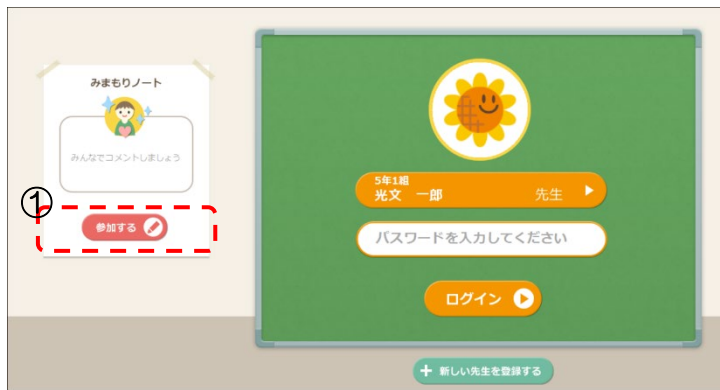 みまもりノート
みんなでコメントしましょう
①
参加する
5年1組
光文 一郎 先生
パスワードを入力してください
ログイン
新しい先生を登録する